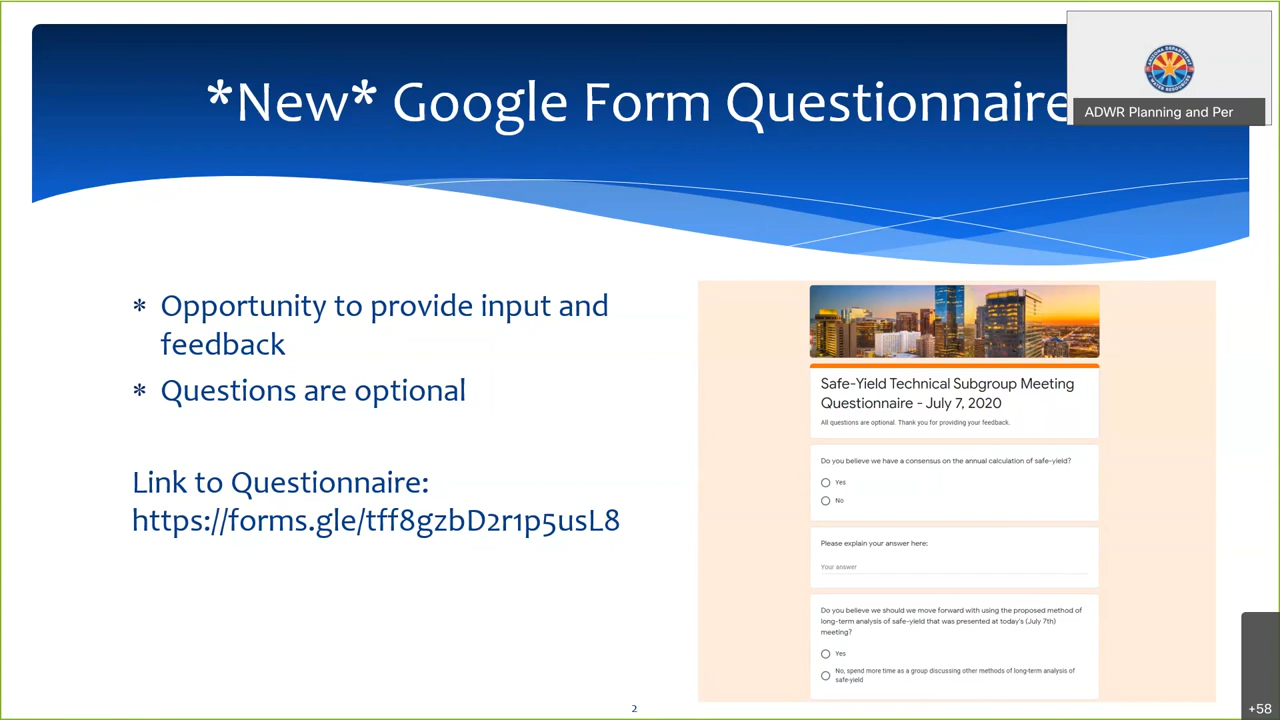 *New* Google Form Questionnaire
ADWR Planning and Per
* Opportunity to provide input and
feedback
* Questions are optional
Link to Questionnaire:
https://forms.gle/tff8gzbD2r1p5usL8
Safe-Yield Technical Subgroup Meeting
Questionnaire - July 7, 2020
All questions are optional. Thank you for providing your feedback.
Do you believe we have a consensus on the annual calculation of safe-yield?
Yes
No
Please explain your answer here:
Your answer
Do you believe we should we move forward with using the proposed method of
long-term analysis of safe-yield that was presented at today's (July 7th)
meeting?
Yes
No, spend more time as a group discussing other methods of long-term analysis of
safe-yield
2
+58